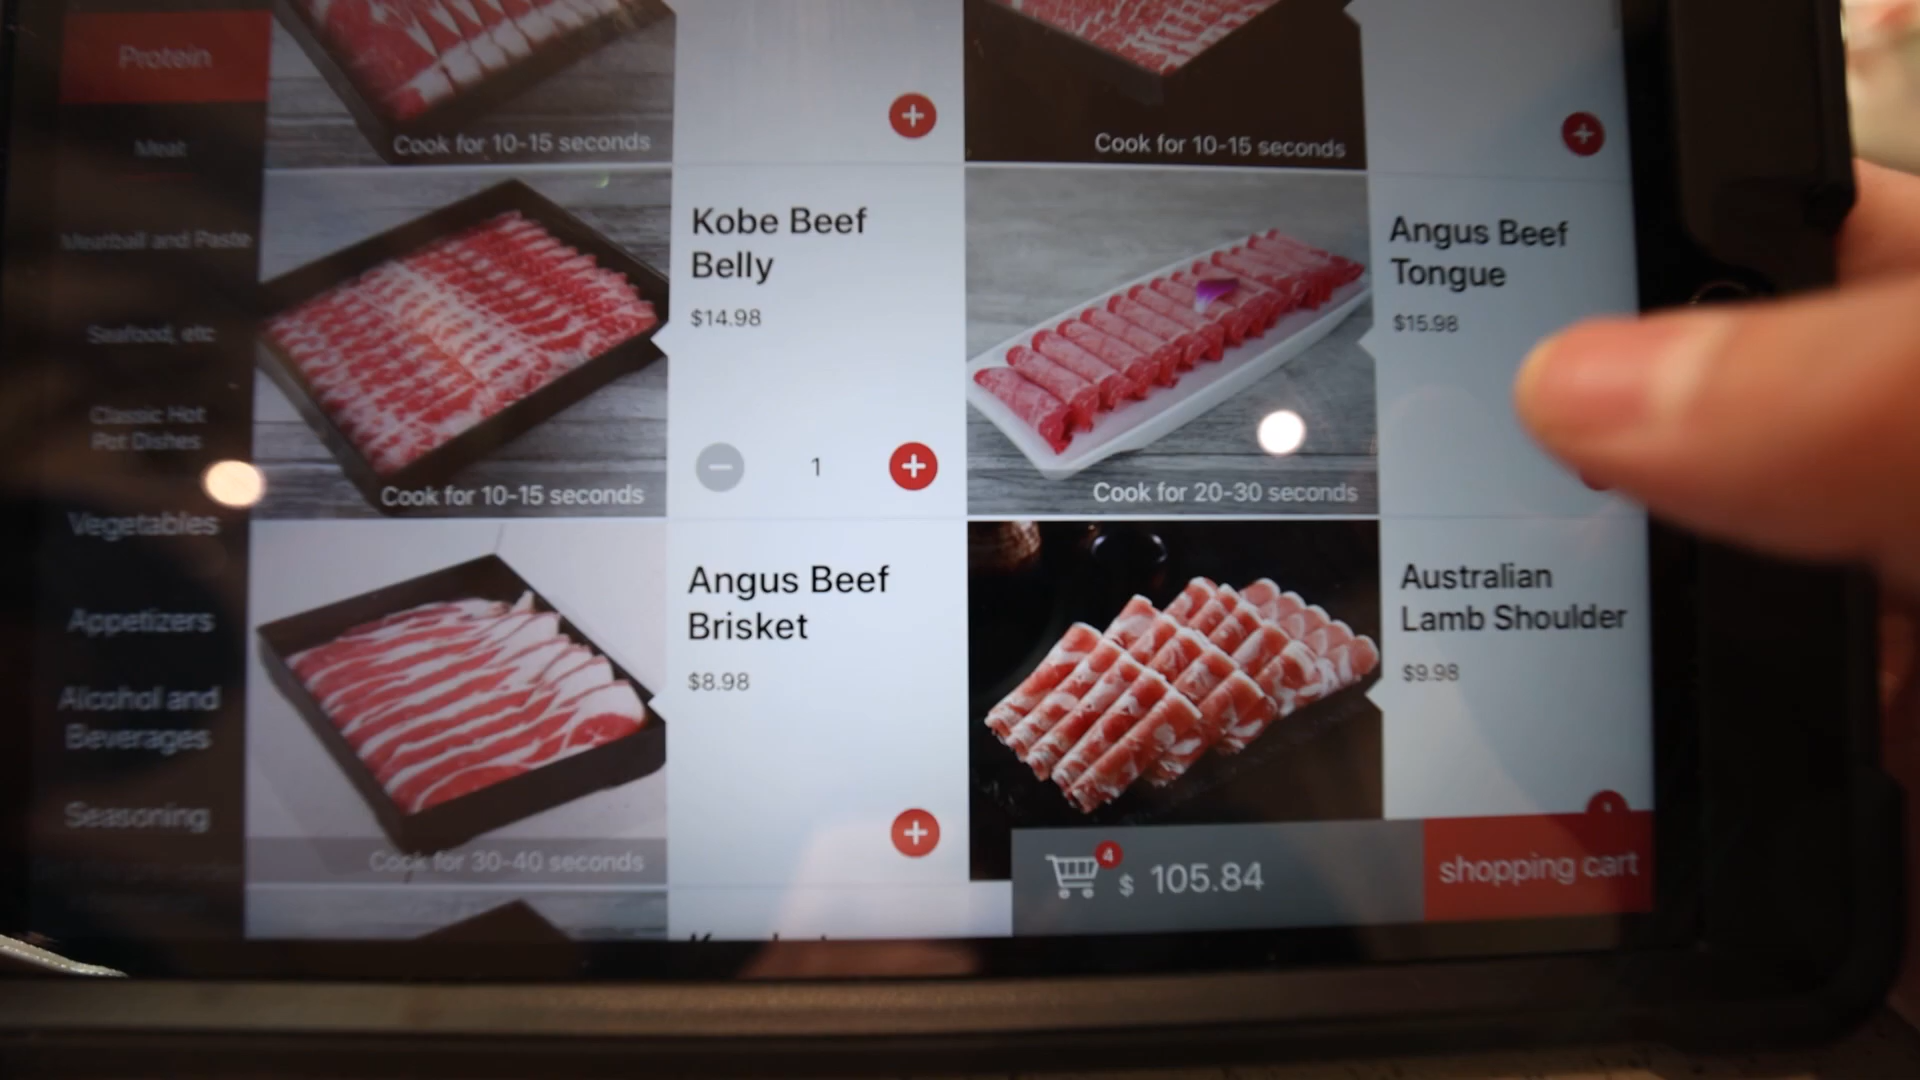 Protein
Meat
Meatball and Paste
Seafood, etc
Classic Hot
Pot Dishes
Vegetables
Appetizers
Alcohol and
Beverages
Seasoning
Cook for 10-15 seconds
Cook for 10-15 seconds
Kobe Beef
Belly
$14.98
1
Cook for 10-15 seconds
Angus Beef
Tongue
$15.98
Cook for 20-30 seconds
Angus Beef
Brisket
$8.98
Cook for 30-40 seconds
Australian
Lamb Shoulder
$9.98
4
$ 105.84
shopping cart